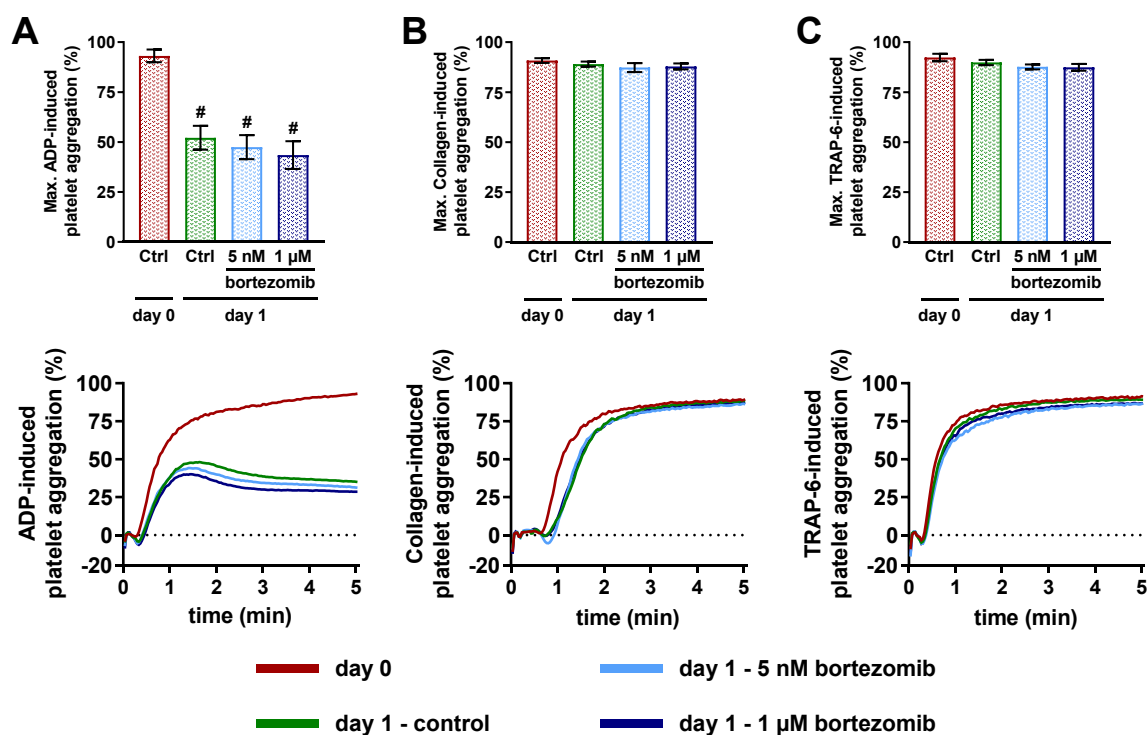 A
Max. ADP-induced
platelet aggregation (%)
100
75
50
25
0
#
#
#
Ctrl
Ctrl
5 nM
1 µM
bortezomib
day 0
day 1
B
Max. Collagen-induced
platelet aggregation (%)
100
75
50
25
0
Ctrl
Ctrl
5 nM
1 µM
bortezomib
day 0
day 1
C
Max. TRAP-6-induced
platelet aggregation (%)
100
75
50
25
0
Ctrl
Ctrl
5 nM
1 µM
bortezomib
day 0
day 1
ADP-induced
platelet aggregation (%)
100
75
50
25
0
-20
0 1 2 3 4 5
time (min)
Collagen-induced
platelet aggregation (%)
100
75
50
25
0
-20
0 1 2 3 4 5
time (min)
TRAP-6-induced
platelet aggregation (%)
100
75
50
25
0
-20
0 1 2 3 4 5
time (min)
day 0
day 1 - control
day 1 - 5 nM bortezomib
day 1 - 1 µM bortezomib